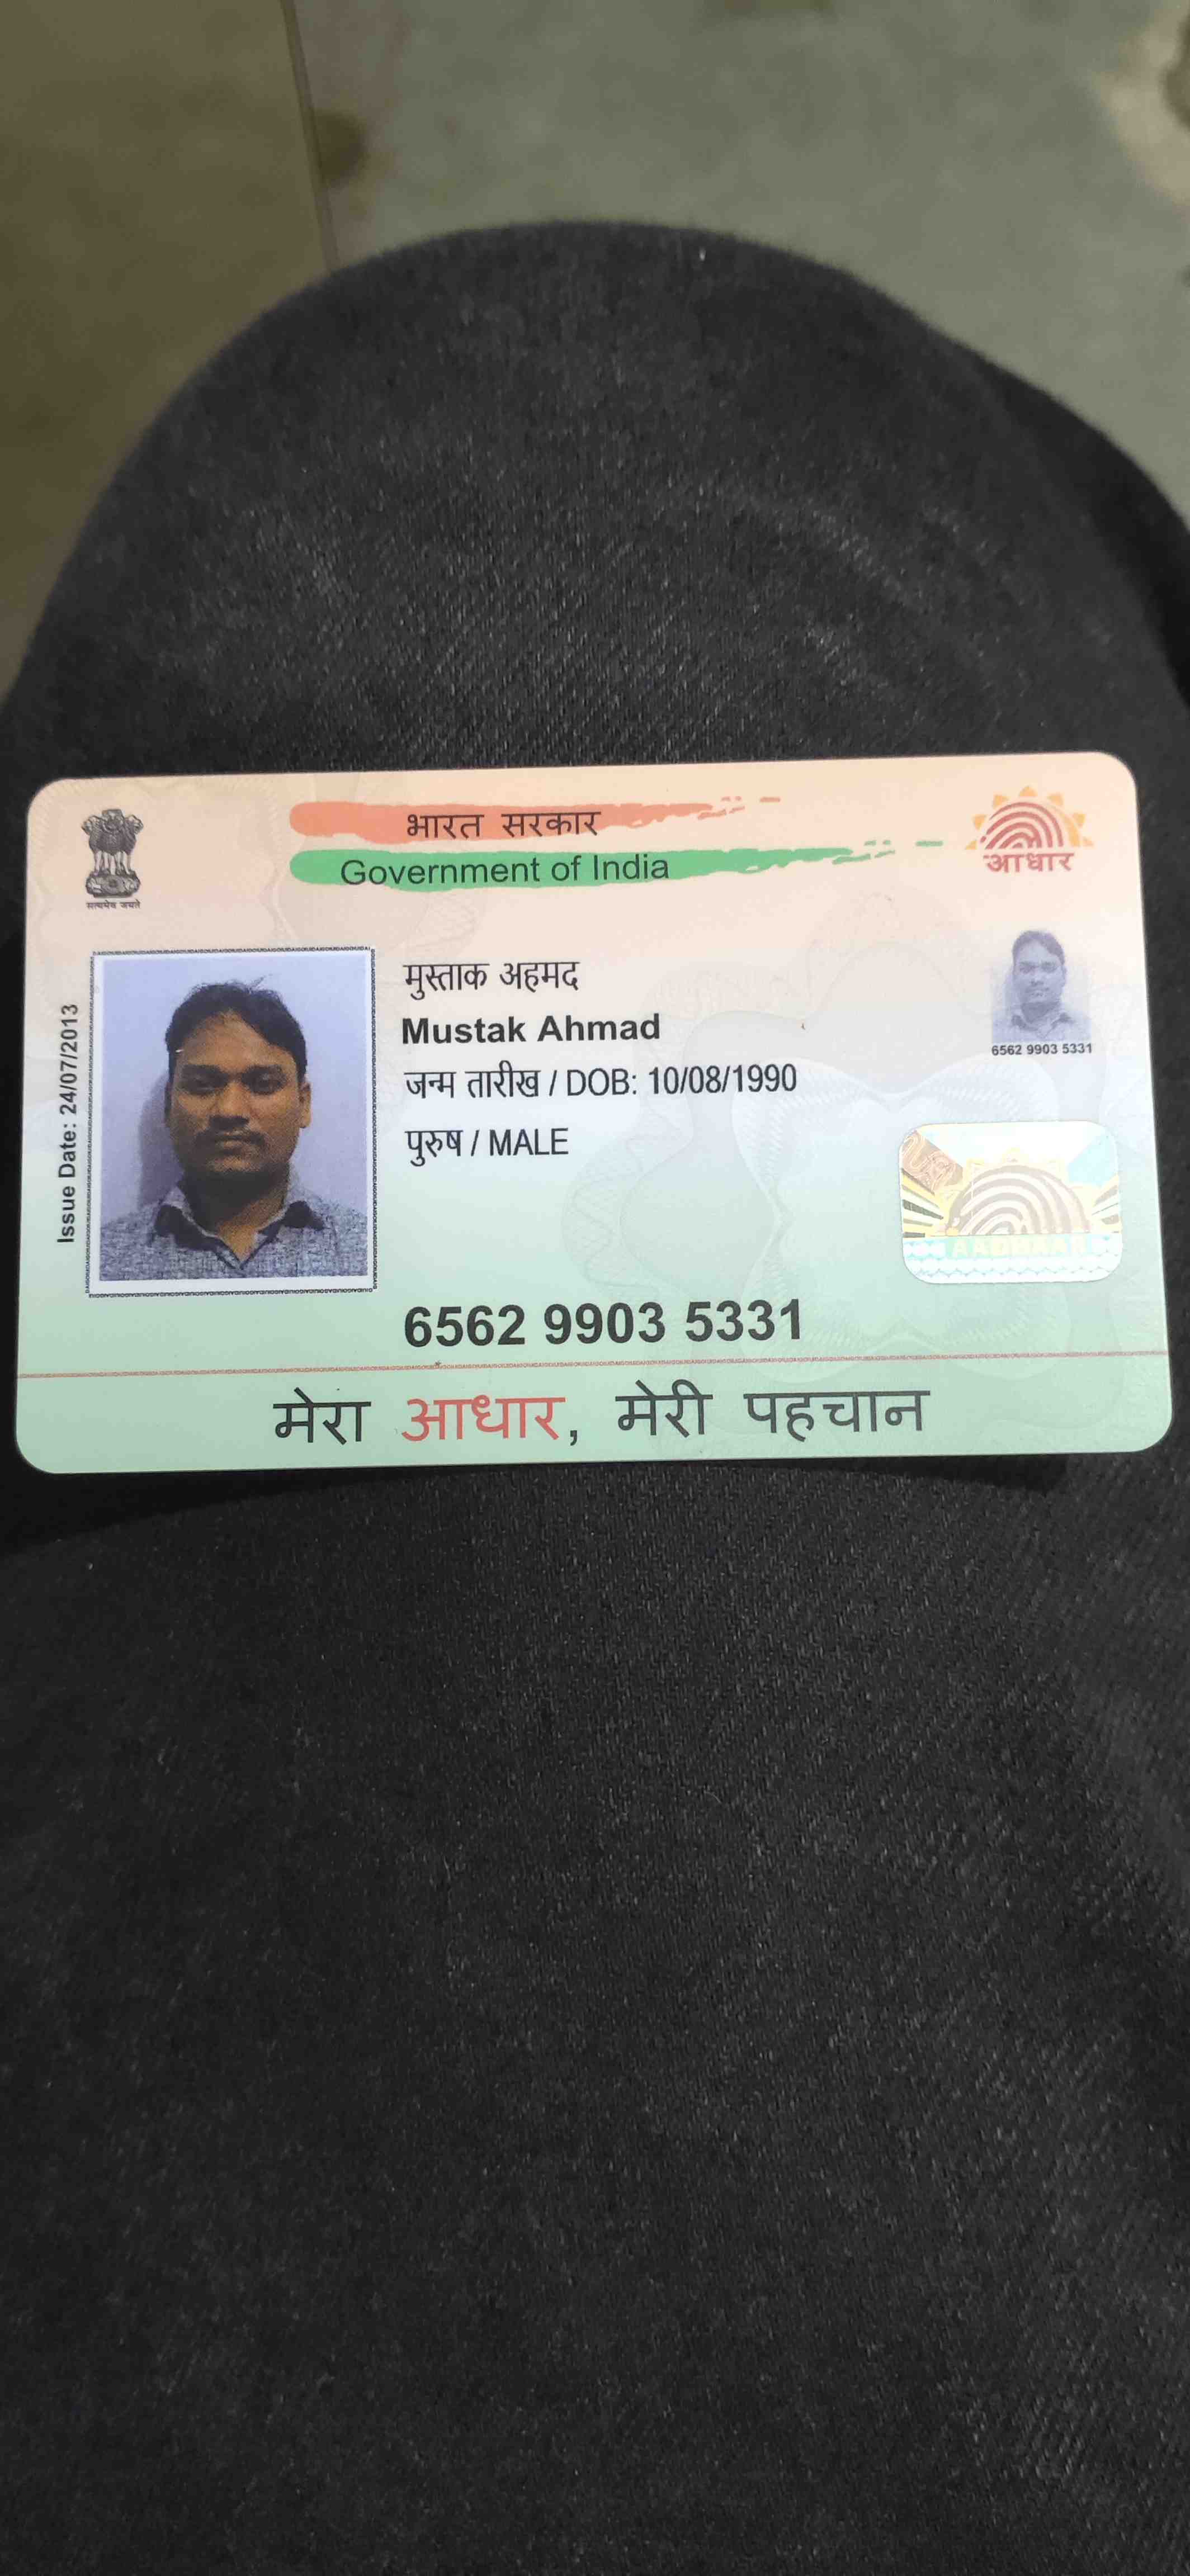 भारत सरकार
Government of India
सत्यमेव जयते
आधार
Issue Date: 24/07/2013
मुस्ताक अहमद
Mustak Ahmad
जन्म तारीख / DOB: 10/08/1990
पुरुष / MALE
6562 9903 5331
AADHAAR
6562 9903 5331
मेरा आधार, मेरी पहचान